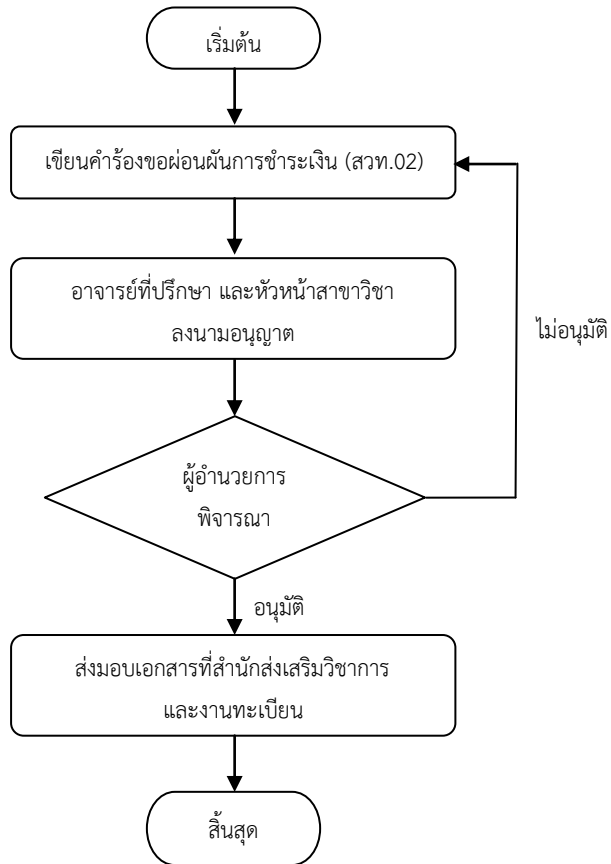 เริ่มต้น
เขียนคำร้องขอผ่อนผันการชำระเงิน (สวท.02)
อาจารย์ที่ปรึกษา และหัวหน้าสาขาวิชา
ลงนามอนุญาต
ไม่อนุมัติ
ผู้อำนวยการ
พิจารณา
อนุมัติ
ส่งมอบเอกสารที่สำนักส่งเสริมวิชาการ
และงานทะเบียน
สิ้นสุด